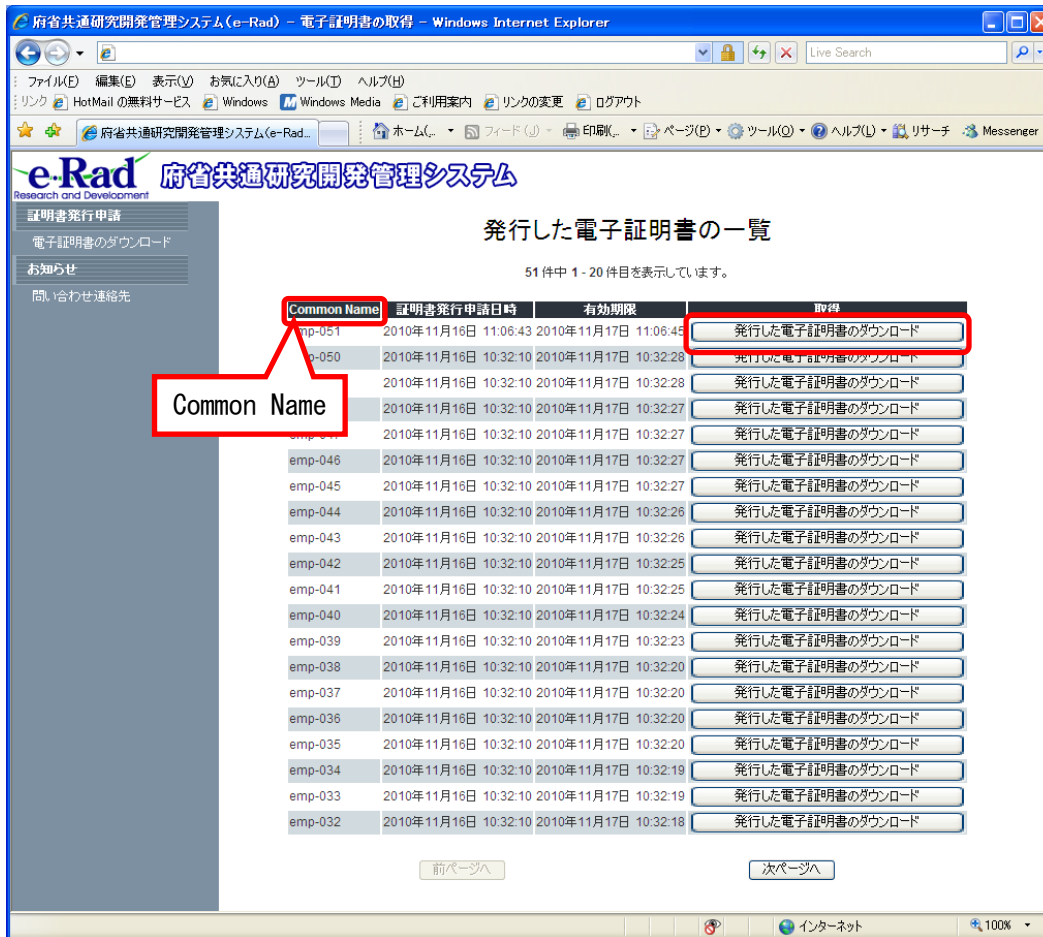 府省共通研究開発管理システム(e-Rad) - 電子証明書の取得 - Windows Internet Explorer
Live Search
ファイル(F) 編集(E) 表示(V) お気に入り(A) ツール(T) ヘルプ(H)
リンク HotMail の無料サービス Windows Windows Media ご利用案内 リンクの変更 ログアウト
府省共通研究開発管理システム(e-Rad... ホーム(... フィード(J) 印刷(... ページ(P) ツール(O) ヘルプ(L) リサーチ Messenger
e-Rad 府省共通研究開発管理システム
Research and Development
証明書発行申請
電子証明書のダウンロード
お知らせ
問い合わせ連絡先
発行した電子証明書の一覧
51件中 1 - 20 件目を表示しています。
Common Name 証明書発行申請日時 有効期限 取得
mp-051 2010年11月16日 11:06:43 2010年11月17日 11:06:45 発行した電子証明書のダウンロード
p-050 2010年11月16日 10:32:10 2010年11月17日 10:32:28 発行した電子証明書のダウンロード
2010年11月16日 10:32:10 2010年11月17日 10:32:28 発行した電子証明書のダウンロード
Common Name
2010年11月16日 10:32:10 2010年11月17日 10:32:27 発行した電子証明書のダウンロード
2010年11月16日 10:32:10 2010年11月17日 10:32:27 発行した電子証明書のダウンロード
emp-046 2010年11月16日 10:32:10 2010年11月17日 10:32:27 発行した電子証明書のダウンロード
emp-045 2010年11月16日 10:32:10 2010年11月17日 10:32:27 発行した電子証明書のダウンロード
emp-044 2010年11月16日 10:32:10 2010年11月17日 10:32:26 発行した電子証明書のダウンロード
emp-043 2010年11月16日 10:32:10 2010年11月17日 10:32:26 発行した電子証明書のダウンロード
emp-042 2010年11月16日 10:32:10 2010年11月17日 10:32:25 発行した電子証明書のダウンロード
emp-041 2010年11月16日 10:32:10 2010年11月17日 10:32:25 発行した電子証明書のダウンロード
emp-040 2010年11月16日 10:32:10 2010年11月17日 10:32:24 発行した電子証明書のダウンロード
emp-039 2010年11月16日 10:32:10 2010年11月17日 10:32:23 発行した電子証明書のダウンロード
emp-038 2010年11月16日 10:32:10 2010年11月17日 10:32:20 発行した電子証明書のダウンロード
emp-037 2010年11月16日 10:32:10 2010年11月17日 10:32:20 発行した電子証明書のダウンロード
emp-036 2010年11月16日 10:32:10 2010年11月17日 10:32:20 発行した電子証明書のダウンロード
emp-035 2010年11月16日 10:32:10 2010年11月17日 10:32:20 発行した電子証明書のダウンロード
emp-034 2010年11月16日 10:32:10 2010年11月17日 10:32:19 発行した電子証明書のダウンロード
emp-033 2010年11月16日 10:32:10 2010年11月17日 10:32:19 発行した電子証明書のダウンロード
emp-032 2010年11月16日 10:32:10 2010年11月17日 10:32:18 発行した電子証明書のダウンロード
前ページへ 次ページへ
インターネット 100%